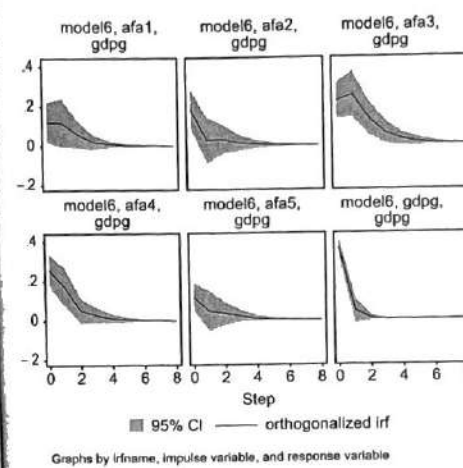 model6, afa1, gdpg
model6, afa2, gdpg
model6, afa3, gdpg
.4
.2
0
-.2
model6, afa4, gdpg
model6, afa5, gdpg
model6, gdpg, gdpg
.4
.2
0
-.2
0 2 4 6 8
0 2 4 6 8
0 2 4 6 8
Step
95% CI
orthogonalized irf
Graphs by irfname, impulse variable, and response variable